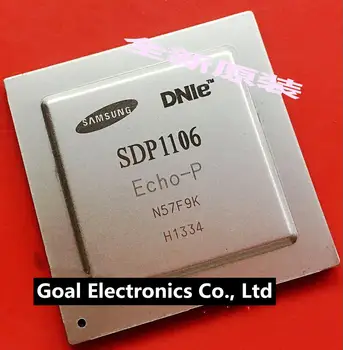 SAMSUNG DNIe™
SDP1106
Echo-P
N57F9K
H1334
Goal Electronics Co., Ltd